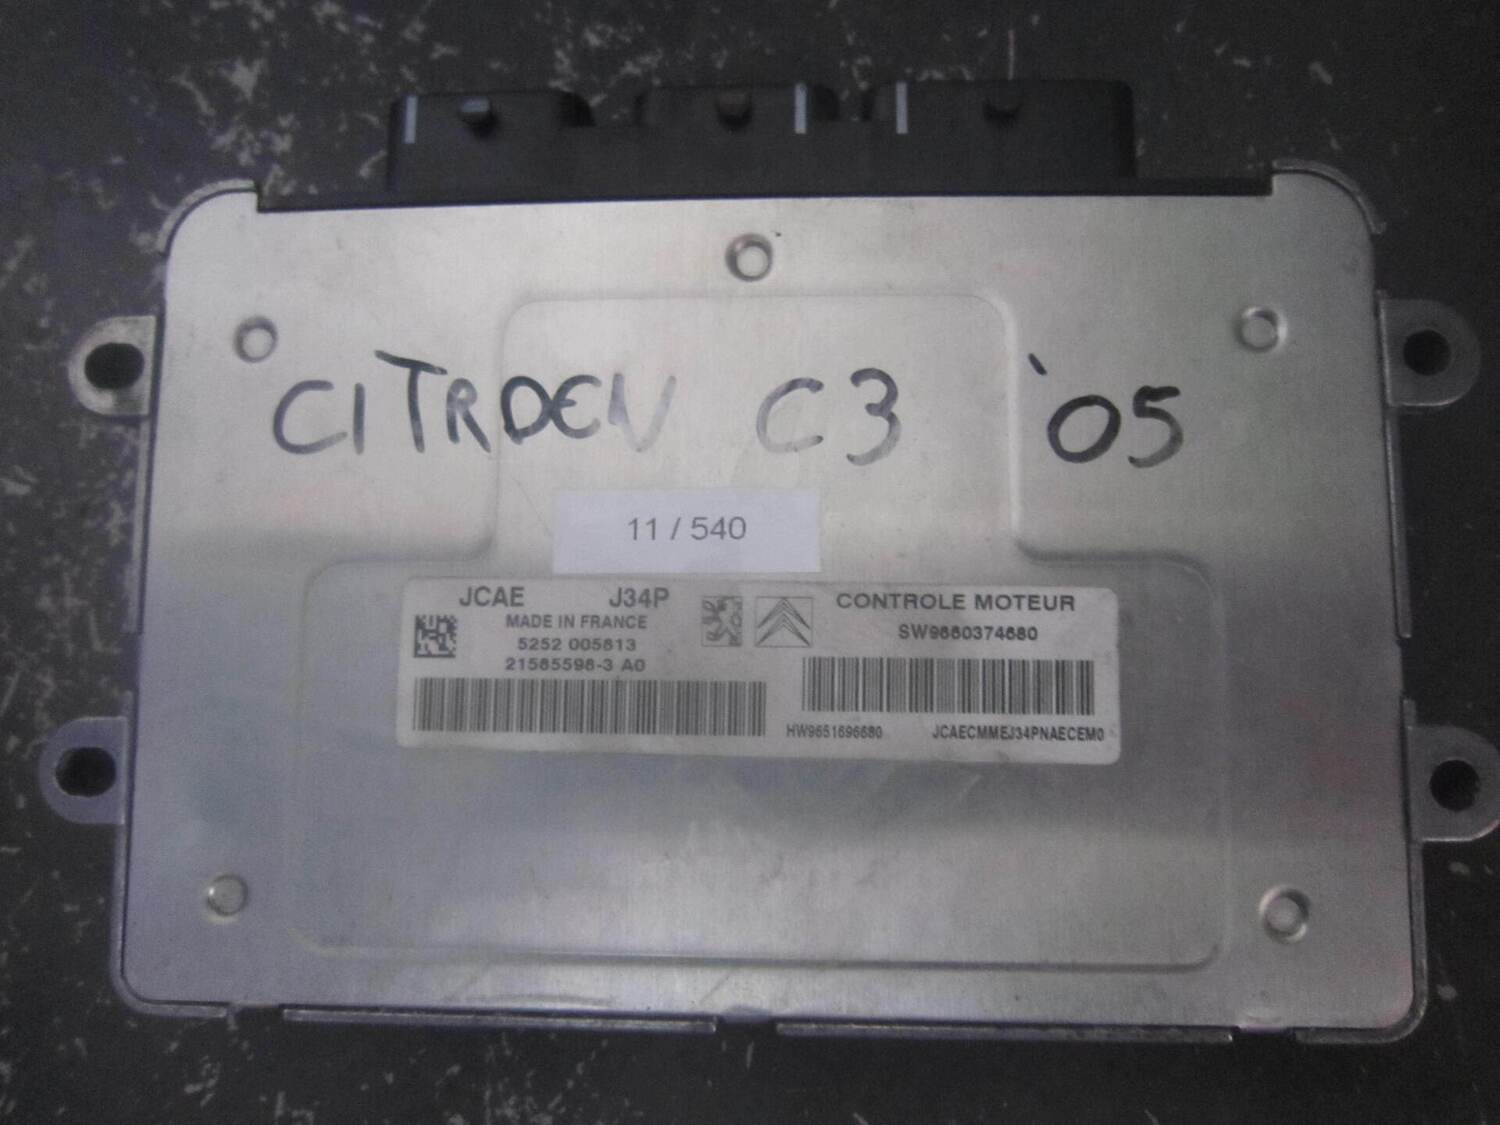 CITROEN C3 '05
11 / 540
JCAE J34P
MADE IN FRANCE
5252 005813
21585598-3 A0
CONTROLE MOTEUR
SW9660374680
HW9651696680 JCAECMMEJ34PNAECEM0